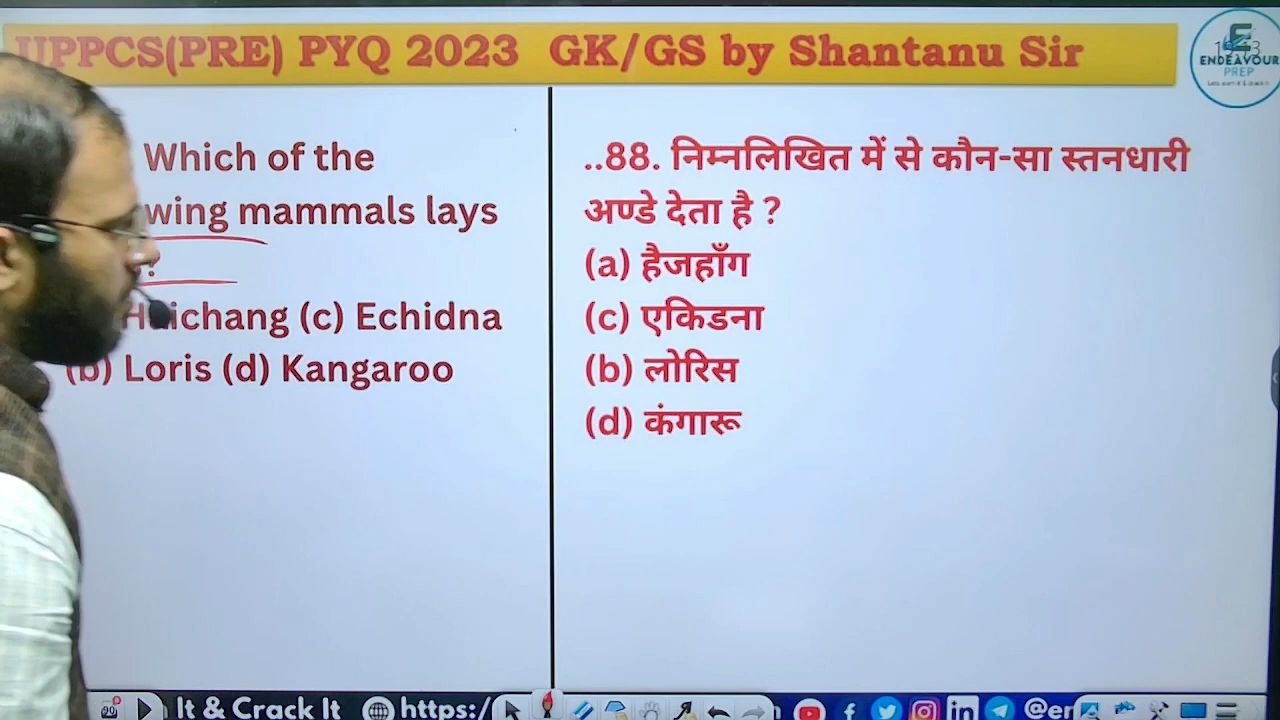 UPPCS(PRE) PYQ 2023 GK/GS by Shantanu Sir
ENDEAVOUR
PREP
Which of the
wing mammals lays
?
(c) Echidna
(b) Loris (d) Kangaroo
..88. निम्नलिखित में से कौन-सा स्तनधारी
अण्डे देता है ?
(a) हैजहाँग
(c) एकिडना
(b) लोरिस
(d) कंगारू
It & Crack It https:/